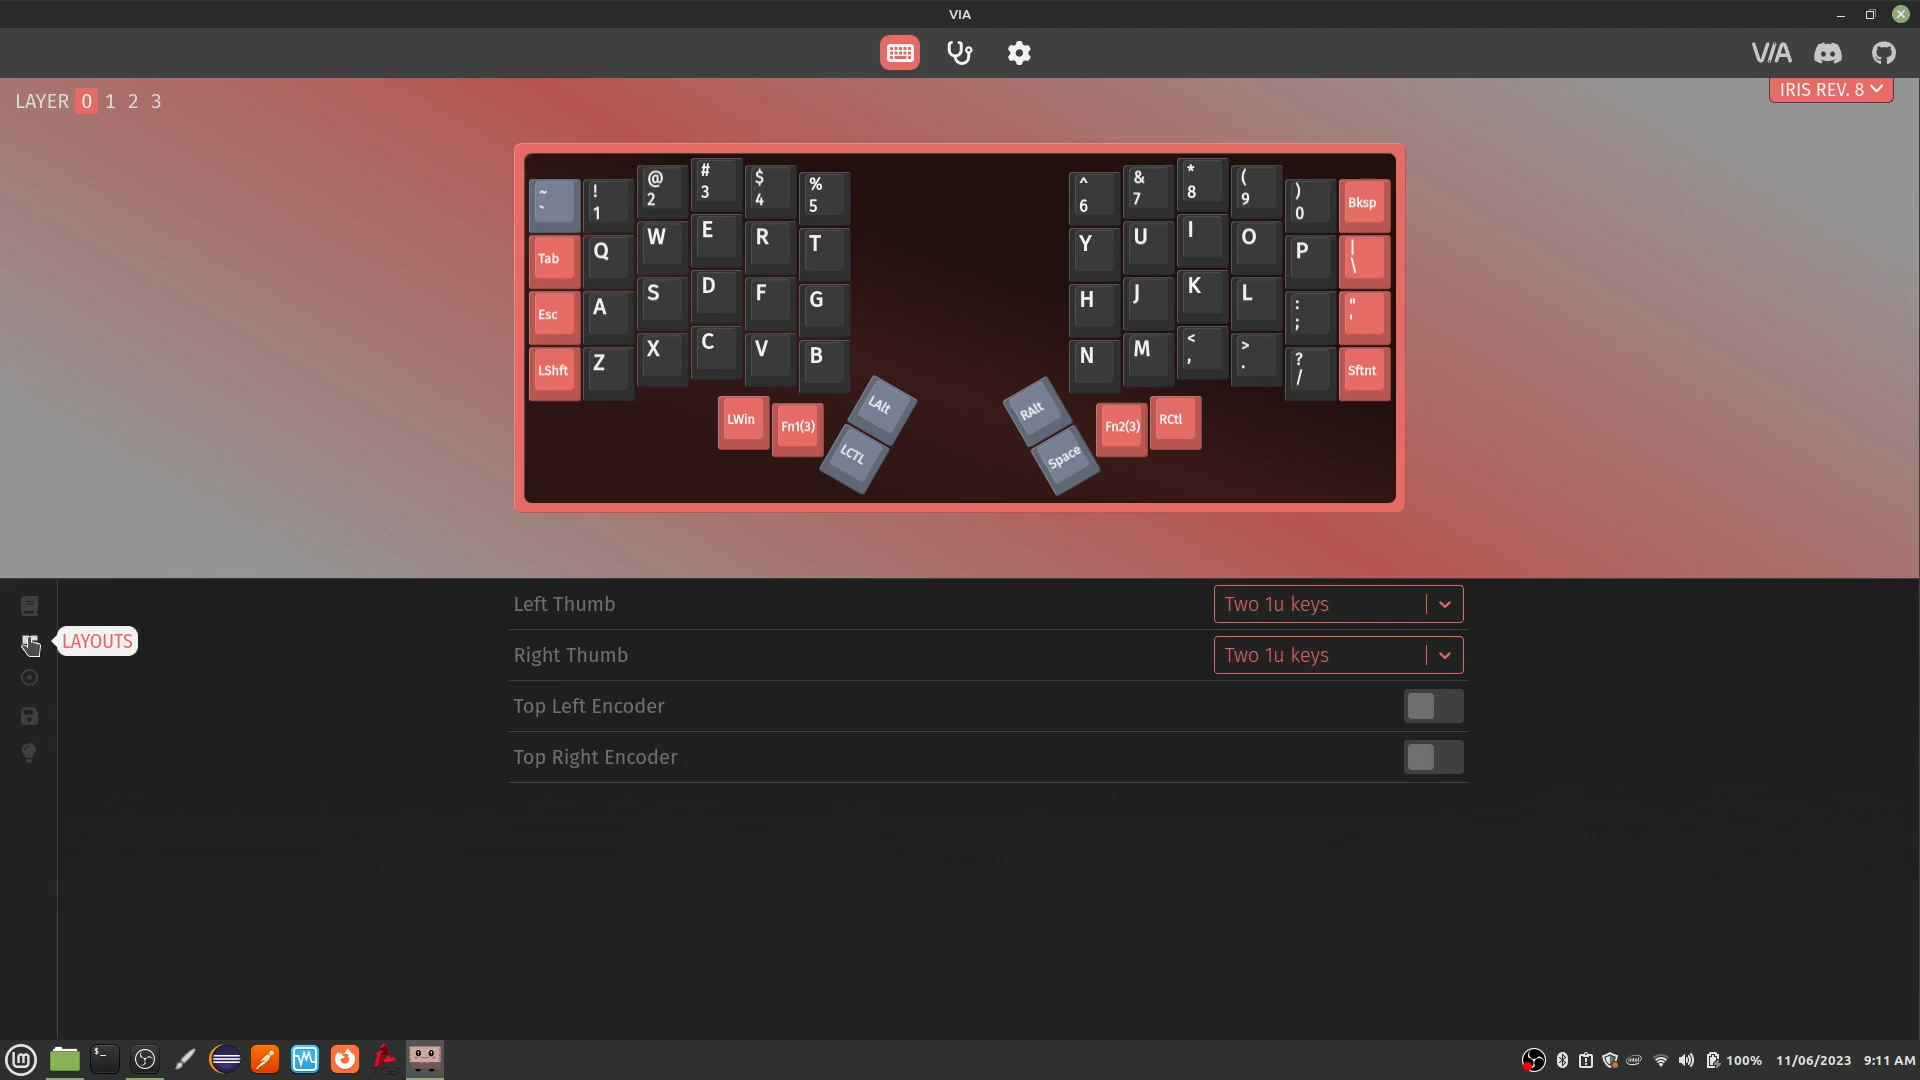 VIA
VIA
LAYER 0 1 2 3
IRIS REV. 8
~ ! @ # $ % ^ & * ( ) Bksp
` 1 2 3 4 5 6 7 8 9 0
Tab Q W E R T Y U I O P |
\
Esc A S D F G H J K L : "
; '
LShft Z X C V B N M < > ? Sftnt
, . /
LWin Fn1(3) LAlt RAlt Fn2(3) RCtl
LCTL Space
Left Thumb Two 1u keys
LAYOUTS
Right Thumb Two 1u keys
Top Left Encoder
Top Right Encoder
100% 11/06/2023 9:11 AM